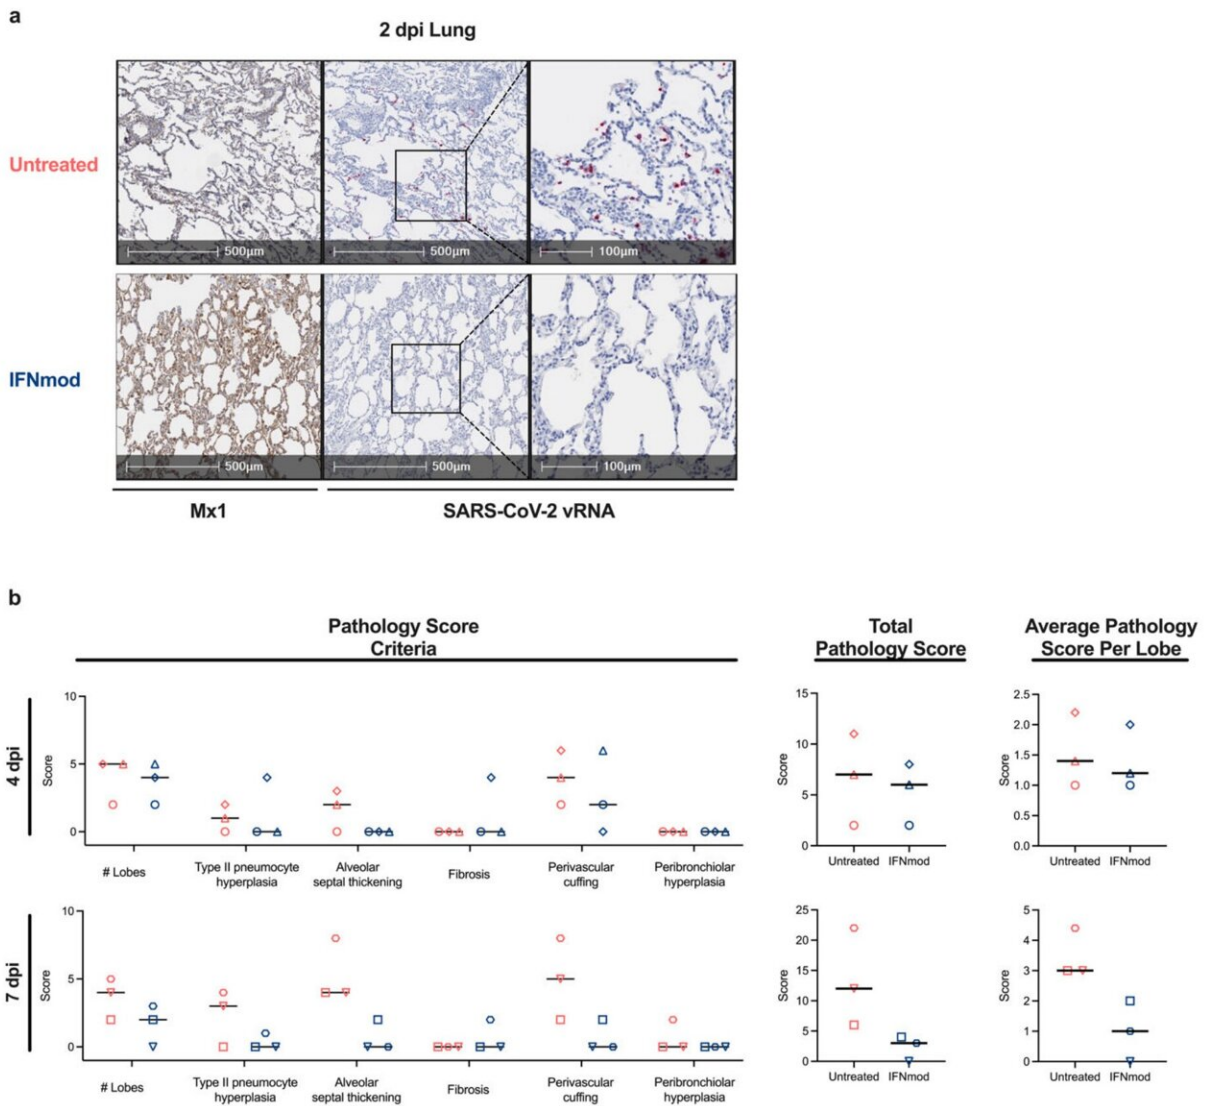 a
2 dpi Lung
Untreated
500µm
500µm
100µm
IFNmod
500µm
500µm
100µm
Mx1
SARS-CoV-2 vRNA
b
Pathology Score
Criteria
Total
Pathology Score
Average Pathology
Score Per Lobe
4 dpi
Score
10
5
0
# Lobes
Type II pneumocyte
hyperplasia
Alveolar
septal thickening
Fibrosis
Perivascular
cuffing
Peribronchiolar
hyperplasia
Score
15
10
5
0
Untreated
IFNmod
Score
2.5
2.0
1.5
1.0
0.5
0.0
Untreated
IFNmod
7 dpi
Score
10
5
0
# Lobes
Type II pneumocyte
hyperplasia
Alveolar
septal thickening
Fibrosis
Perivascular
cuffing
Peribronchiolar
hyperplasia
Score
25
20
15
10
5
0
Untreated
IFNmod
Score
5
4
3
2
1
0
Untreated
IFNmod